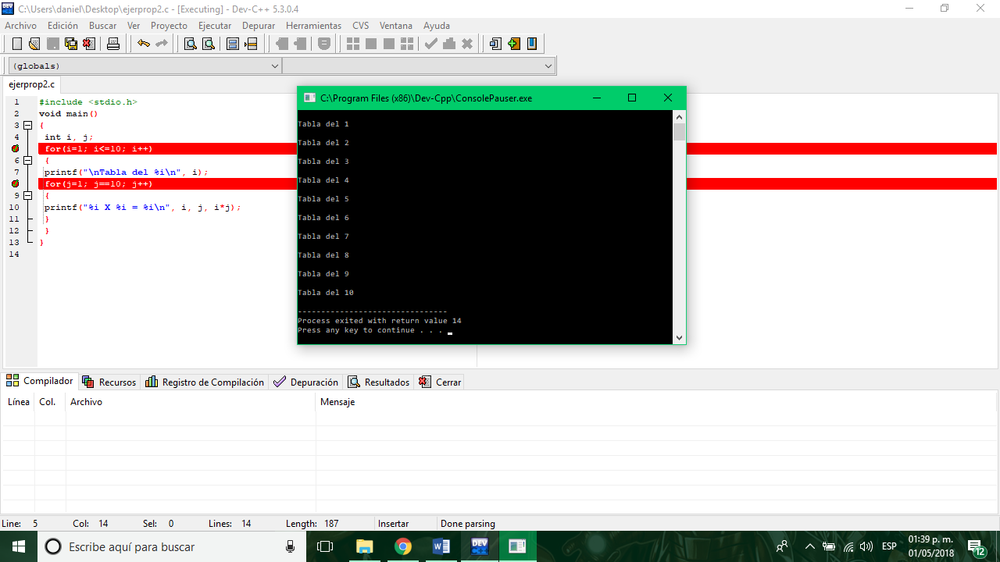 C:\Users\daniel\Desktop\ejerprop2.c - [Executing] - Dev-C++ 5.3.0.4
Archivo Edición Buscar Ver Proyecto Ejecutar Depurar Herramientas CVS Ventana Ayuda
(globals)
ejerprop2.c
1 #include <stdio.h>
2 void main()
3 {
4 int i, j;
for(i=1; i<=10; i++)
6 {
7 printf("\nTabla del %i\n", i);
for(j=1; j==10; j++)
9 {
10 printf("%i X %i = %i\n", i, j, i*j);
11 }
12 }
13 }
14
C:\Program Files (x86)\Dev-Cpp\ConsolePauser.exe
Tabla del 1
Tabla del 2
Tabla del 3
Tabla del 4
Tabla del 5
Tabla del 6
Tabla del 7
Tabla del 8
Tabla del 9
Tabla del 10
--------------------------------
Process exited with return value 14
Press any key to continue . . .
Compilador Recursos Registro de Compilación Depuración Resultados Cerrar
Línea Col. Archivo Mensaje
Line: 5 Col: 14 Sel: 0 Lines: 14 Length: 187 Insertar Done parsing
Escribe aquí para buscar
DEV
ESP
01:39 p. m.
01/05/2018
12